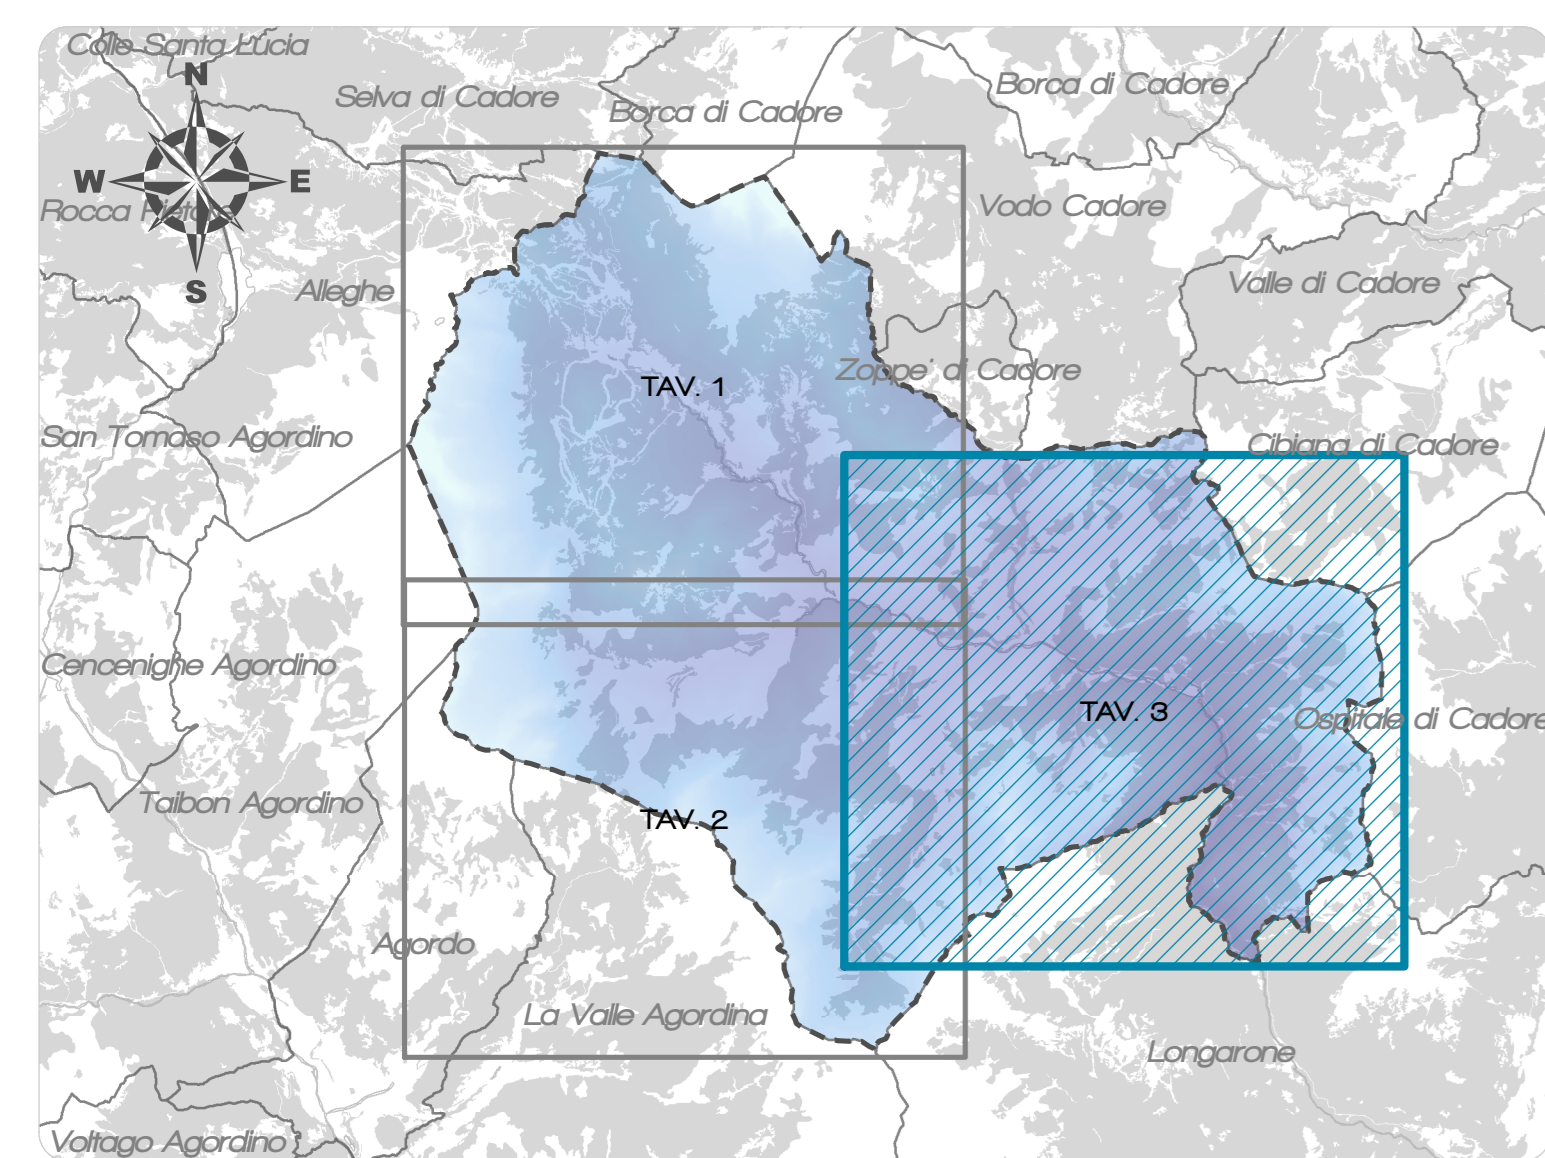 Colle Santa Lucia
N
Selva di Cadore
Borca di Cadore
Borca di Cadore
W
E
Rocca Pietore
Vodo Cadore
S
Alleghe
Valle di Cadore
Zoppe' di Cadore
TAV. 1
San Tomaso Agordino
Cibiana di Cadore
Cencenighe Agordino
TAV. 3
Ospitale di Cadore
Taibon Agordino
TAV. 2
Agordo
La Valle Agordina
Longarone
Voltago Agordino